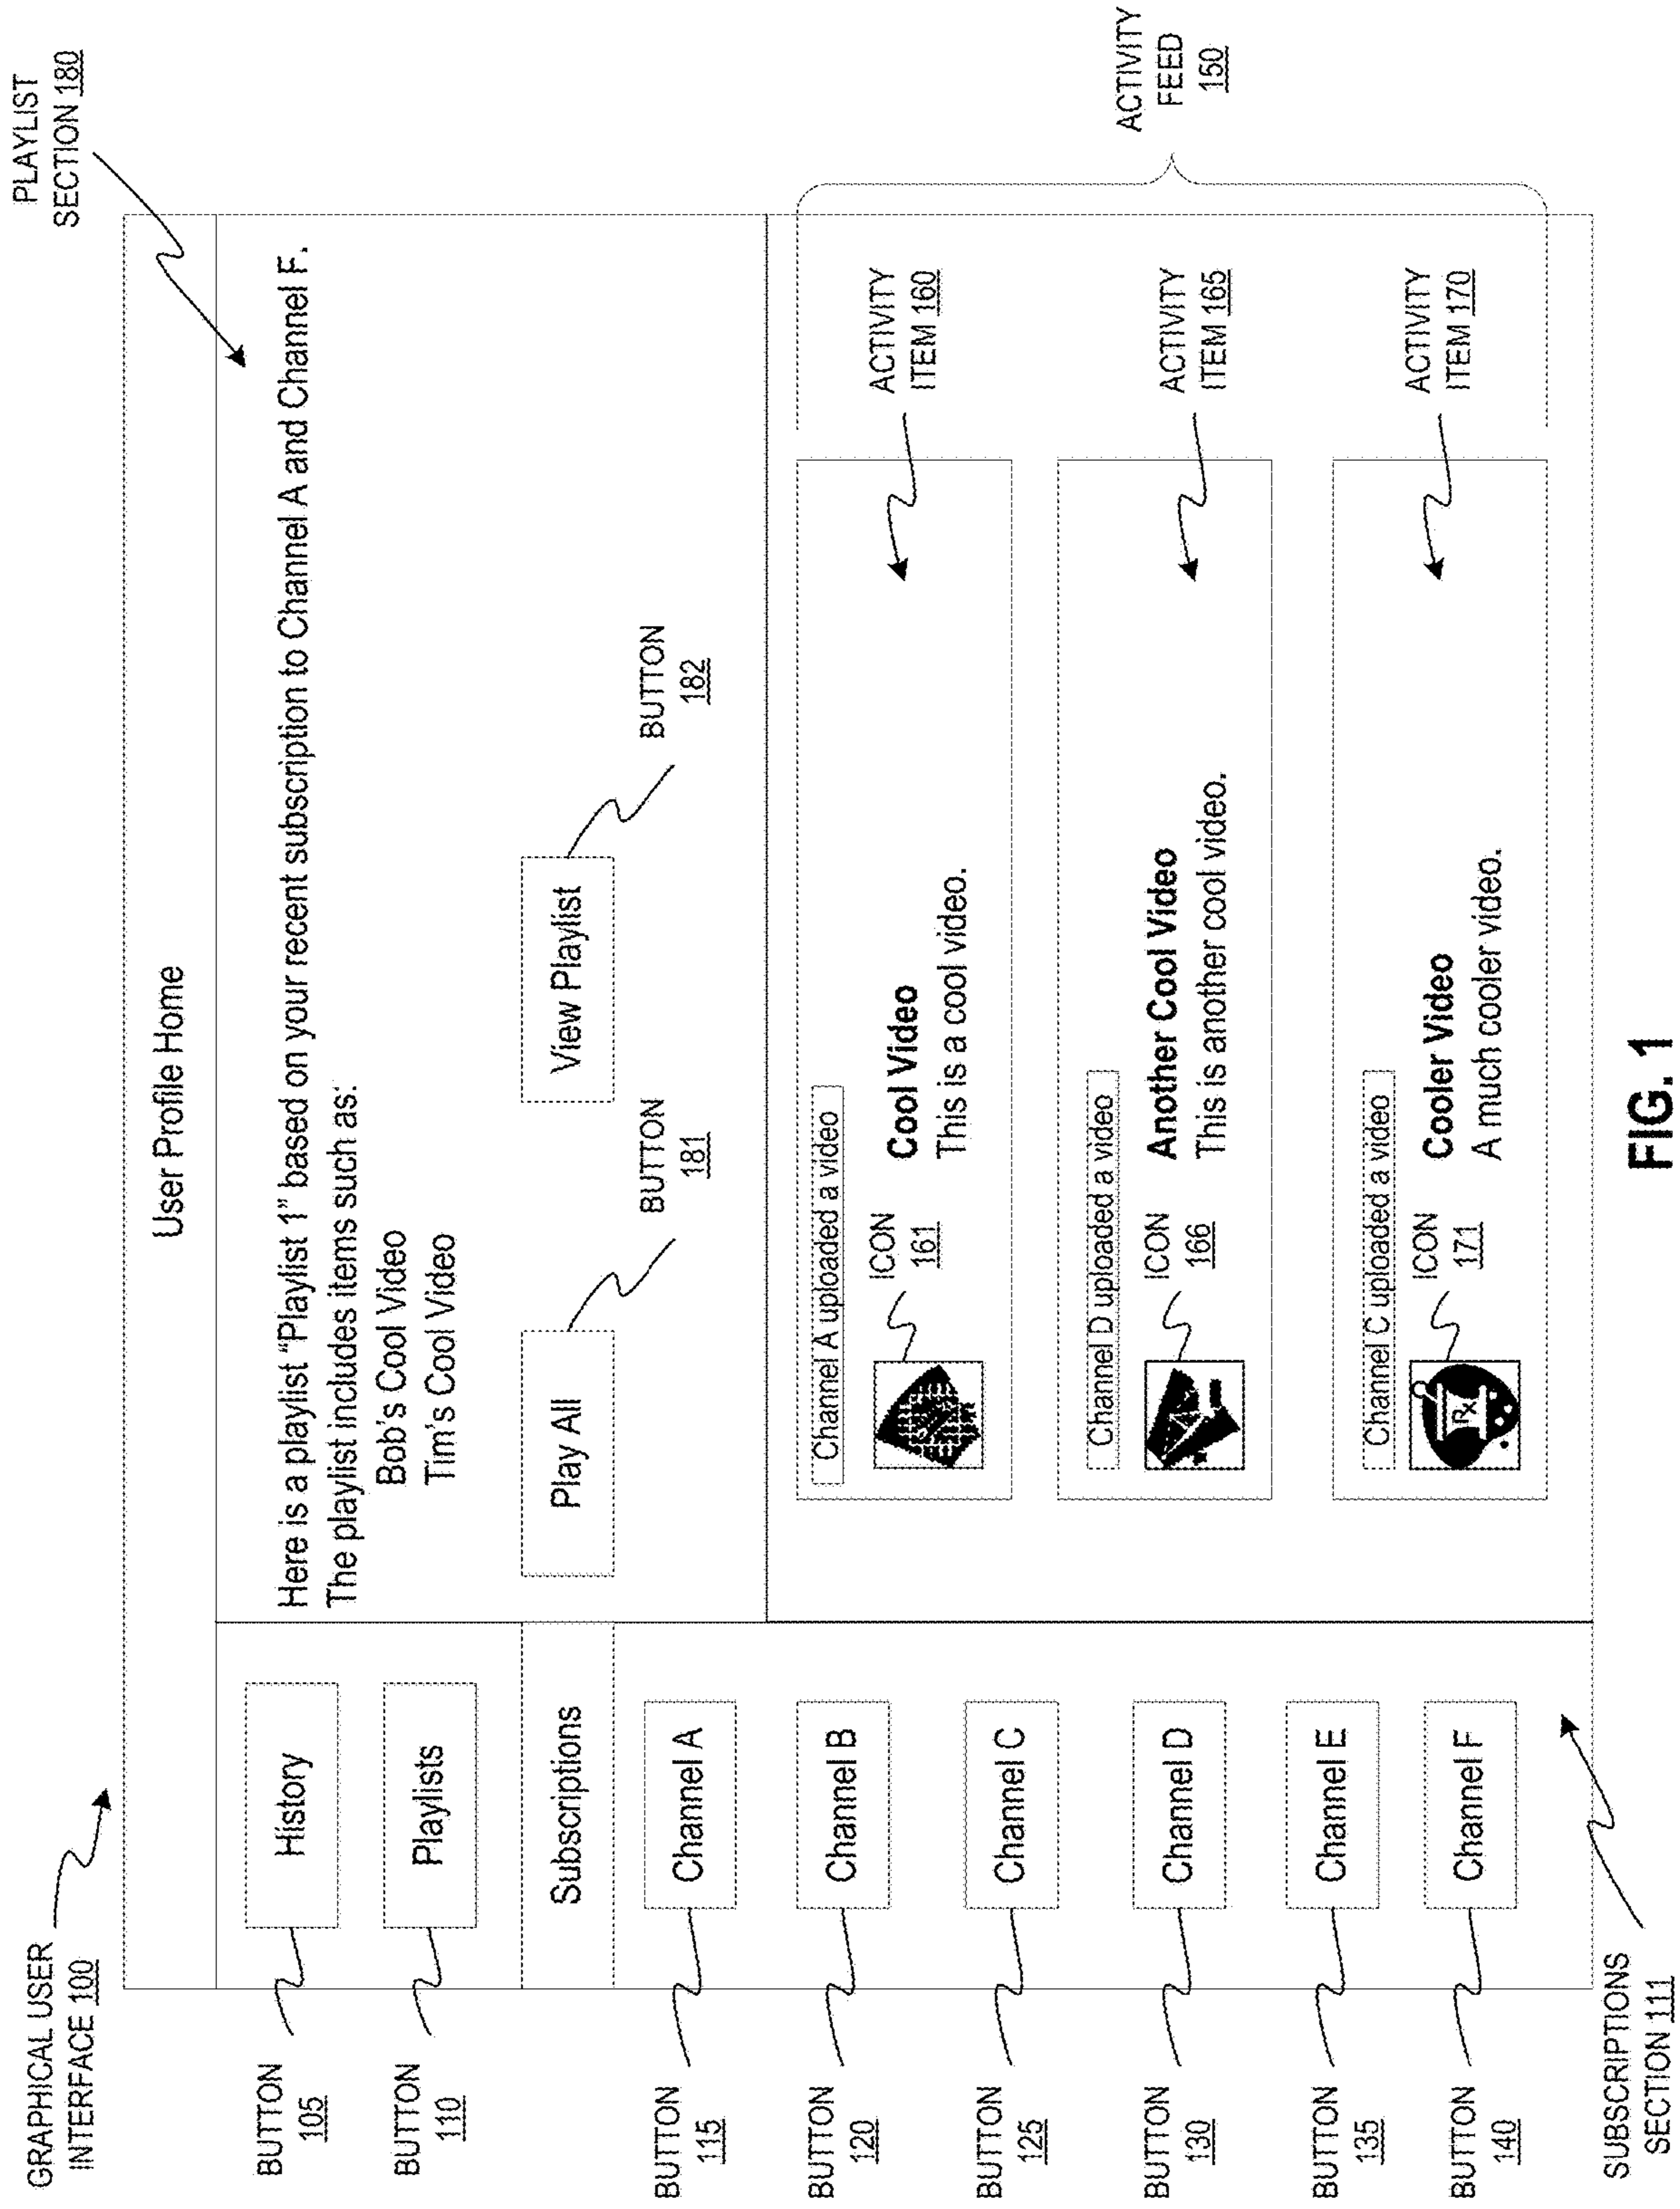 GRAPHICAL USER
INTERFACE 100
PLAYLIST
SECTION 180
User Profile Home
BUTTON
105
History
BUTTON
110
Playlists
Here is a playlist “Playlist 1” based on your recent subscription to Channel A and Channel F.
The playlist includes items such as:
Bob's Cool Video
Tim's Cool Video
Play All
View Playlist
BUTTON
181
BUTTON
182
Subscriptions
BUTTON
115
Channel A
BUTTON
120
Channel B
BUTTON
125
Channel C
BUTTON
130
Channel D
BUTTON
135
Channel E
BUTTON
140
Channel F
SUBSCRIPTIONS
SECTION 111
Channel A uploaded a video
ICON
161
Cool Video
This is a cool video.
ACTIVITY
ITEM 160
Channel D uploaded a video
ICON
166
Another Cool Video
This is another cool video.
ACTIVITY
ITEM 165
Channel C uploaded a video
Rx
ICON
171
Cooler Video
A much cooler video.
ACTIVITY
ITEM 170
ACTIVITY
FEED
150
FIG. 1